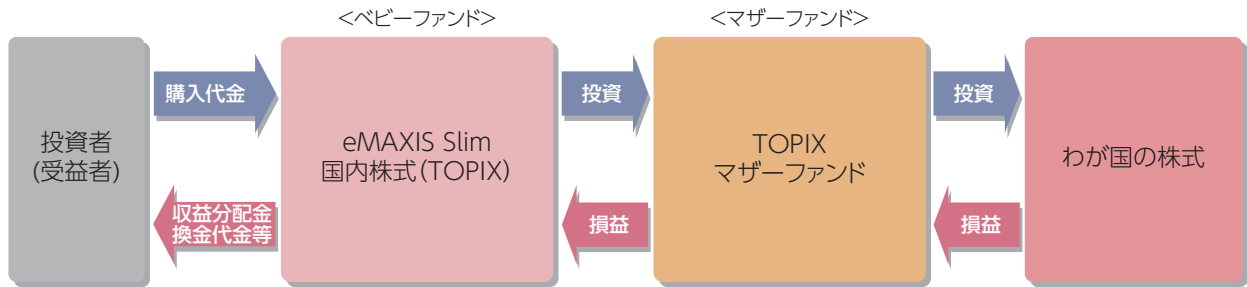 <ベビーファンド>
<マザーファンド>
投資者
(受益者)
購入代金
収益分配金
換金代金等
eMAXIS Slim
国内株式(TOPIX)
投資
損益
TOPIX
マザーファンド
投資
損益
わが国の株式